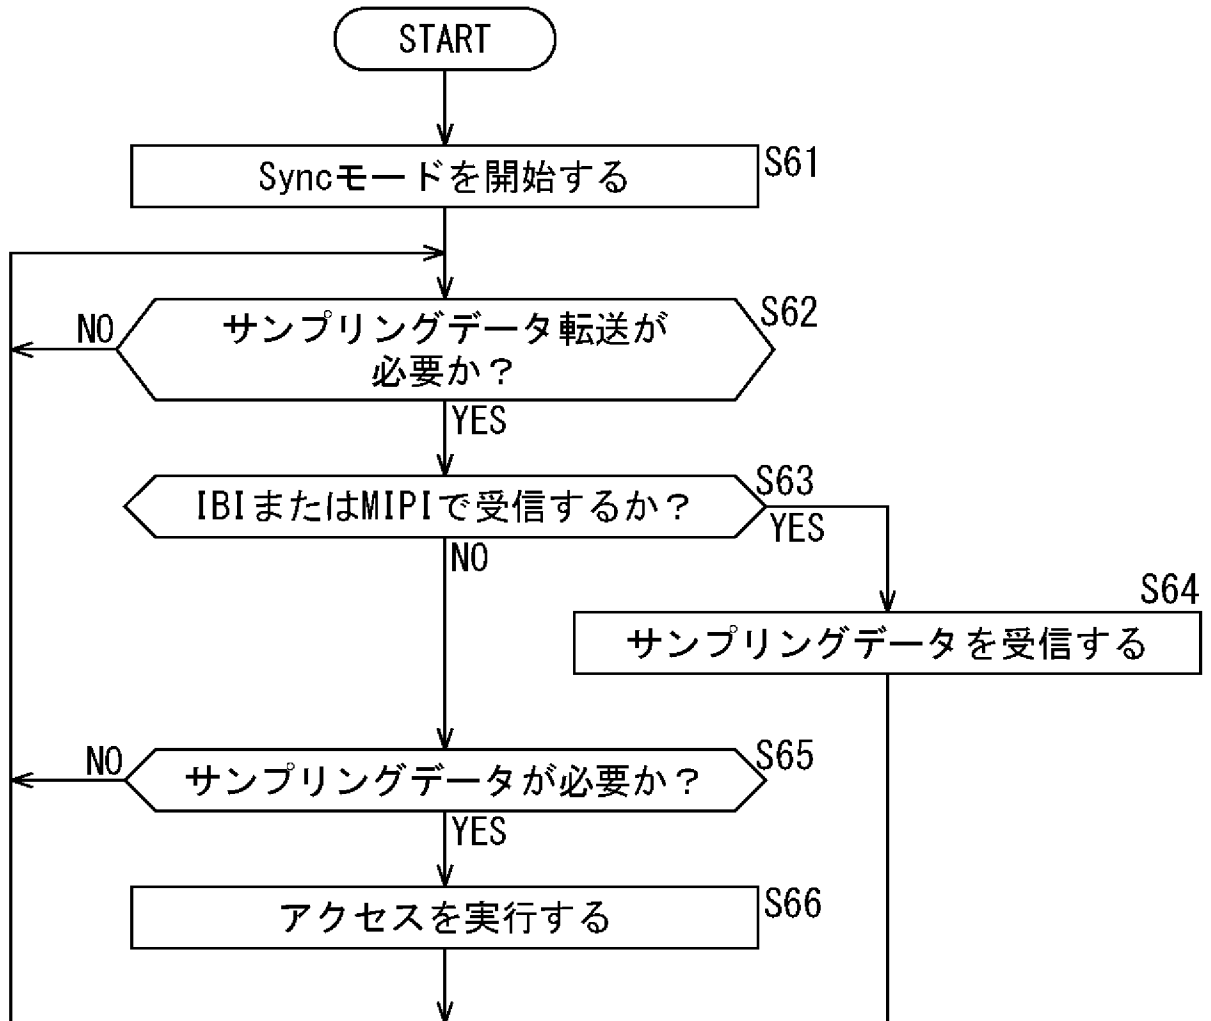 START
Syncモードを開始する
S61
サンプリングデータ転送が
必要か？
S62
NO
YES
IBIまたはMIPIで受信するか？
S63
YES
NO
S64
サンプリングデータを受信する
サンプリングデータが必要か？
S65
NO
YES
アクセスを実行する
S66